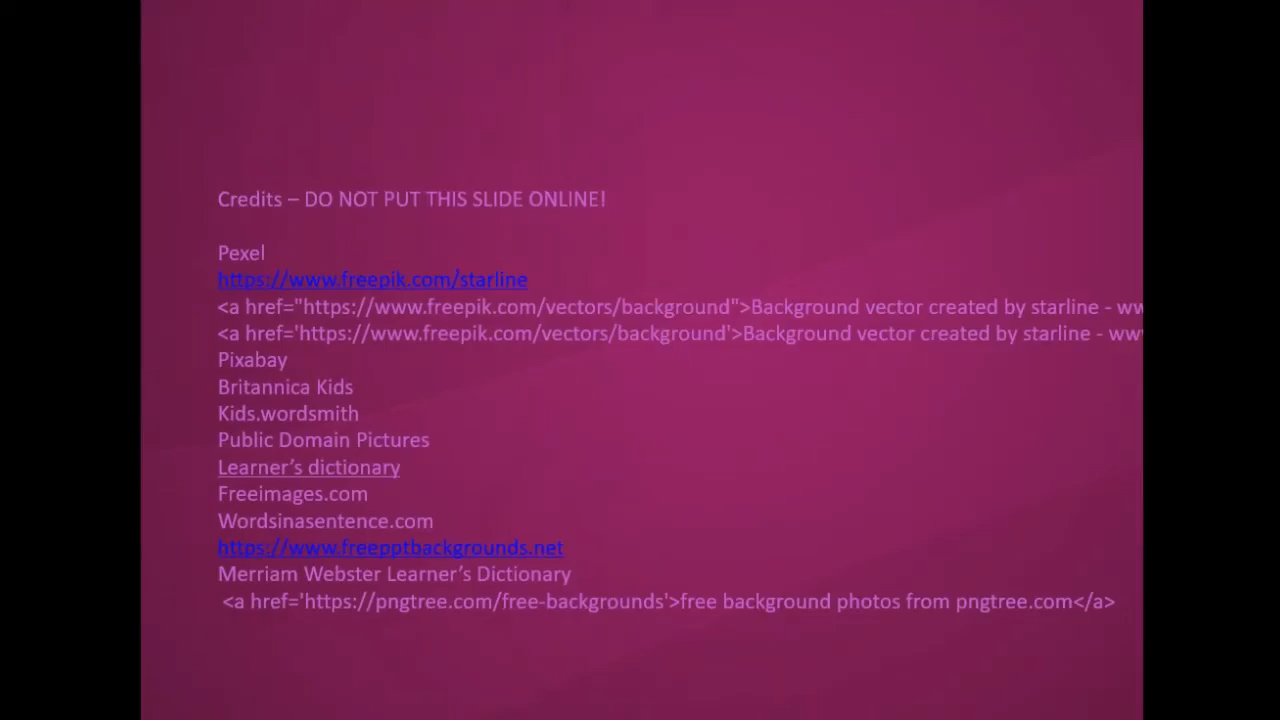 Credits – DO NOT PUT THIS SLIDE ONLINE!
Pexel
https://www.freepik.com/starline
<a href="https://www.freepik.com/vectors/background">Background vector created by starline - ww
<a href='https://www.freepik.com/vectors/background'>Background vector created by starline - ww
Pixabay
Britannica Kids
Kids.wordsmith
Public Domain Pictures
Learner’s dictionary
Freeimages.com
Wordsinasentence.com
https://www.freepptbackgrounds.net
Merriam Webster Learner’s Dictionary
<a href='https://pngtree.com/free-backgrounds'>free background photos from pngtree.com</a>